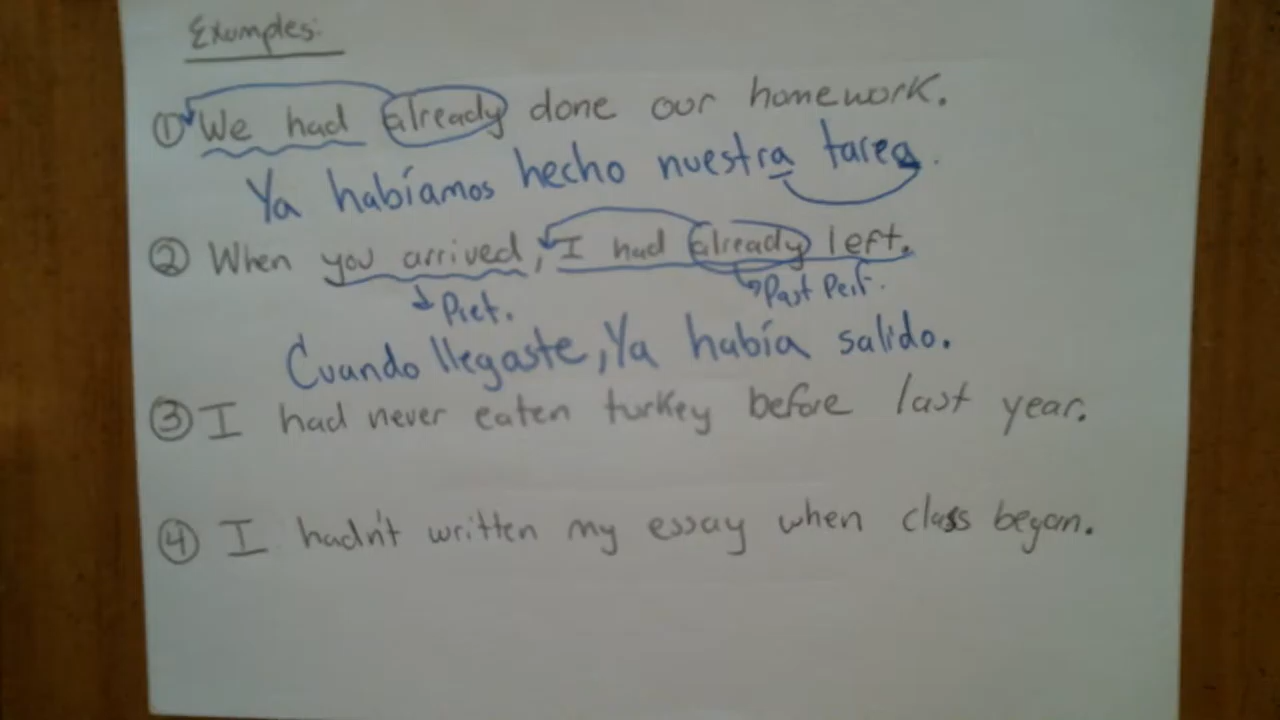 Examples:
① We had already done our homework.
Ya habíamos hecho nuestra tarea.
② When you arrived, I had already left.
Pret.
Past Perf.
Cuando llegaste, Ya había salido.
③ I had never eaten turkey before last year.
④ I hadn't written my essay when class began.